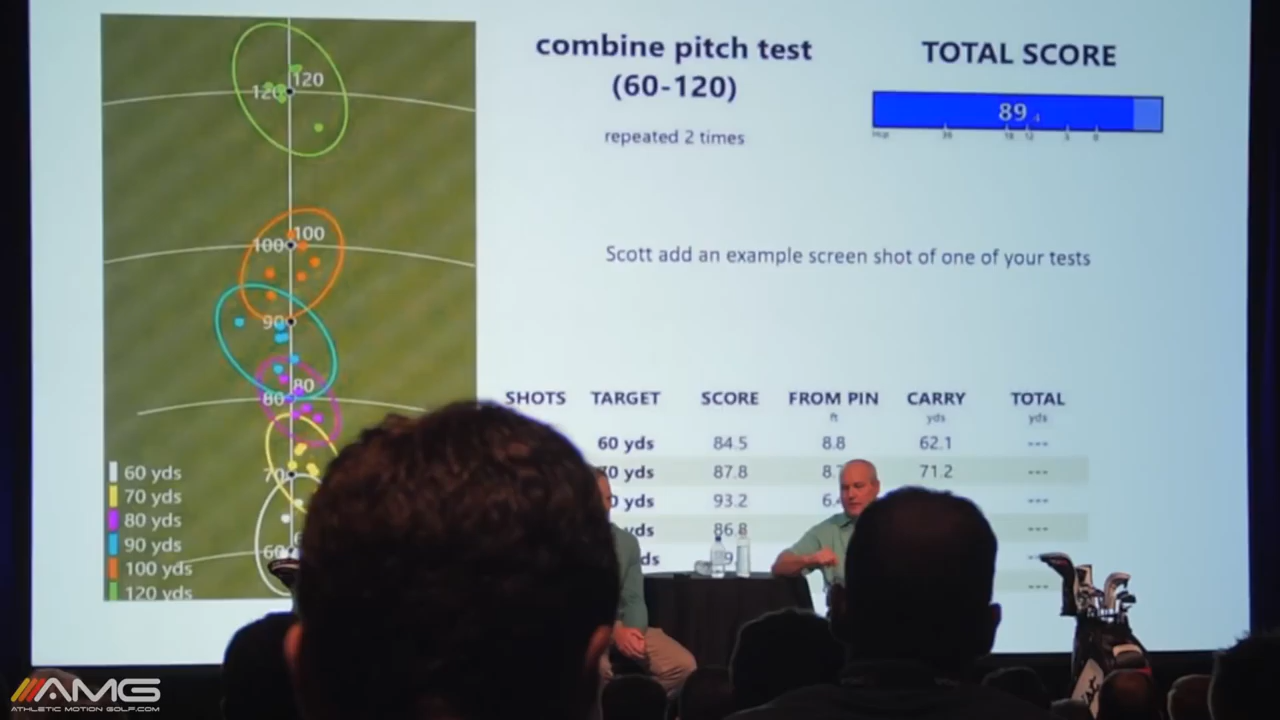 combine pitch test
(60-120)
repeated 2 times
TOTAL SCORE
89.4
120
120
100
100
90
80
80
70
60
60 yds
70 yds
80 yds
90 yds
100 yds
120 yds
Scott add an example screen shot of one of your tests
SHOTS TARGET SCORE FROM PIN CARRY TOTAL
ft yds yds
60 yds 84.5 8.8 62.1 ---
yds 87.8 71.2 ---
yds 93.2 ---
yds 86.8 ---
---
AMG
ATHLETIC MOTION GOLF.COM